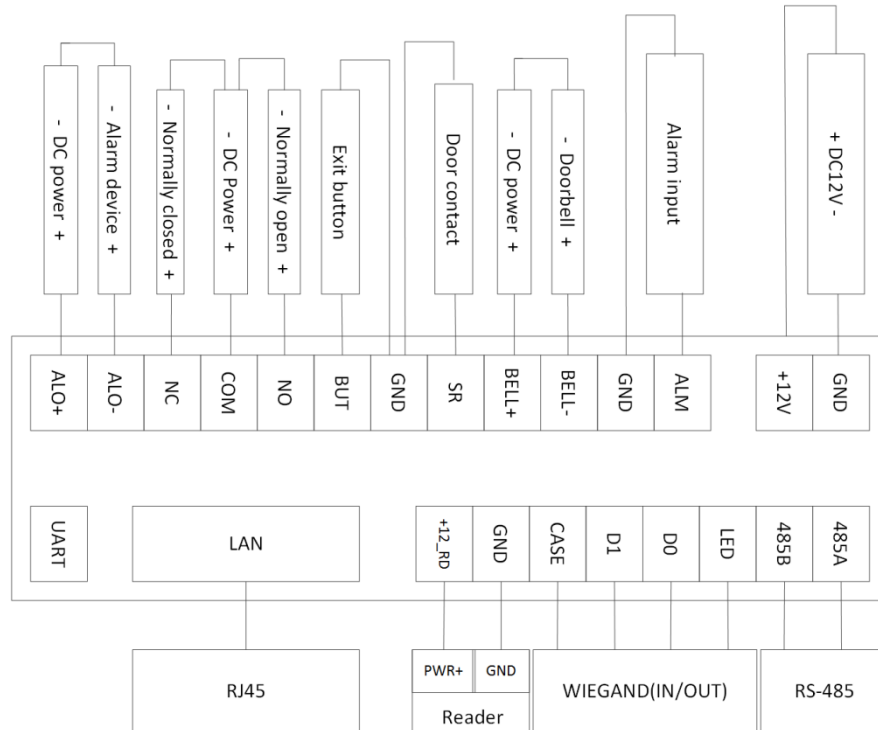 - DC power +
- Alarm device +
- Normally closed +
- DC Power +
- Normally open +
Exit button
Door contact
- DC power +
- Doorbell +
Alarm input
+ DC12V -
ALO+
ALO-
NC
COM
NO
BUT
GND
SR
BELL+
BELL-
GND
ALM
+12V
GND
UART
LAN
+12_RD
GND
CASE
D1
D0
LED
485B
485A
RJ45
PWR+
GND
Reader
WIEGAND(IN/OUT)
RS-485